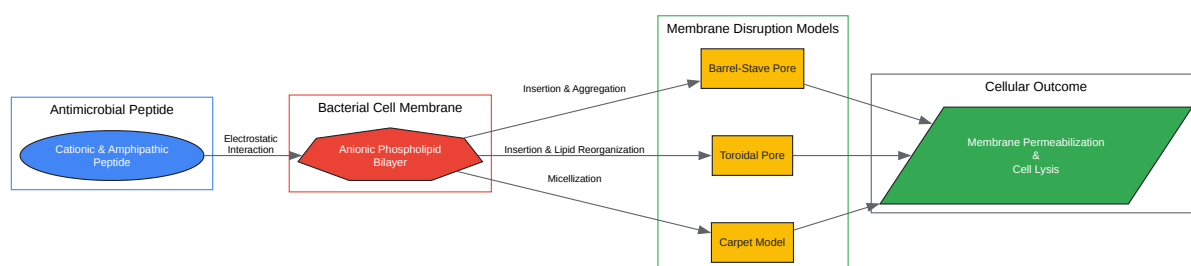 Antimicrobial Peptide
Cationic & Amphipathic
Peptide
Electrostatic
Interaction
Bacterial Cell Membrane
Anionic Phospholipid
Bilayer
Insertion & Aggregation
Insertion & Lipid Reorganization
Micellization
Membrane Disruption Models
Barrel-Stave Pore
Toroidal Pore
Carpet Model
Cellular Outcome
Membrane Permeabilization
&
Cell Lysis